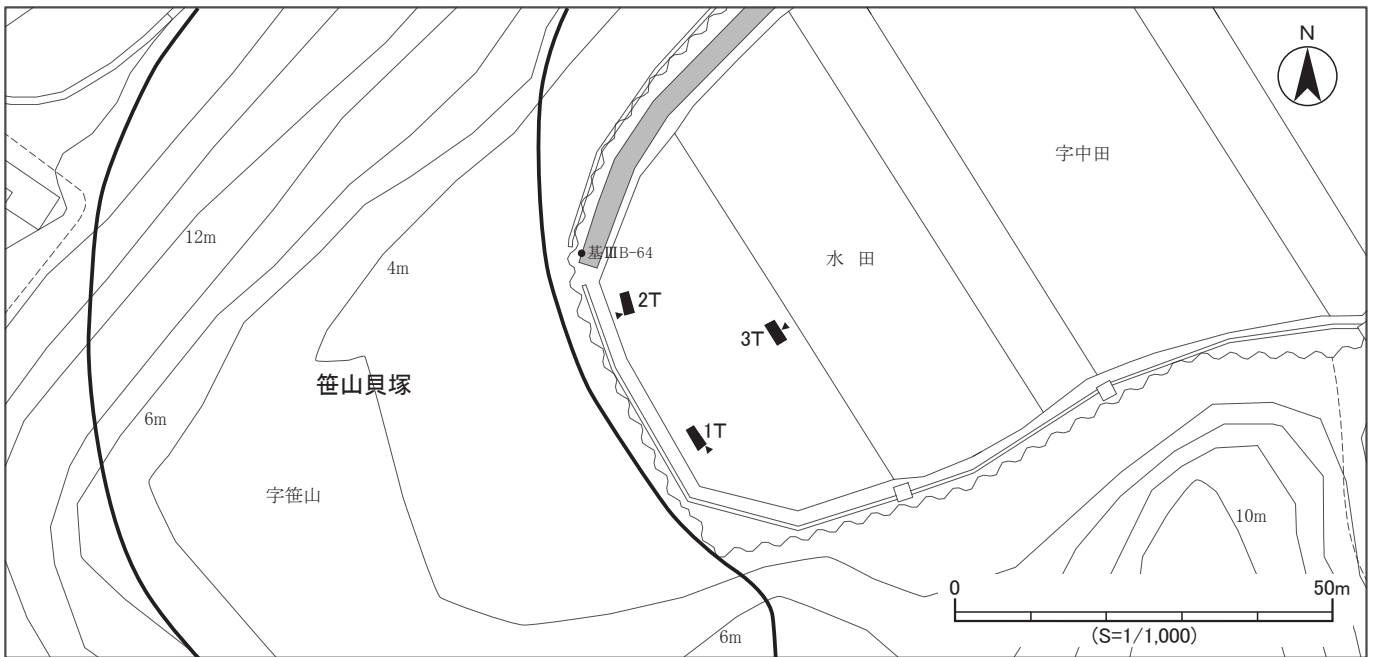 N
字中田
12m
基ⅢB-64
水 田
4m
2T
3T
笹山貝塚
6m
1T
字笹山
10m
0 50m
(S=1/1,000)
6m